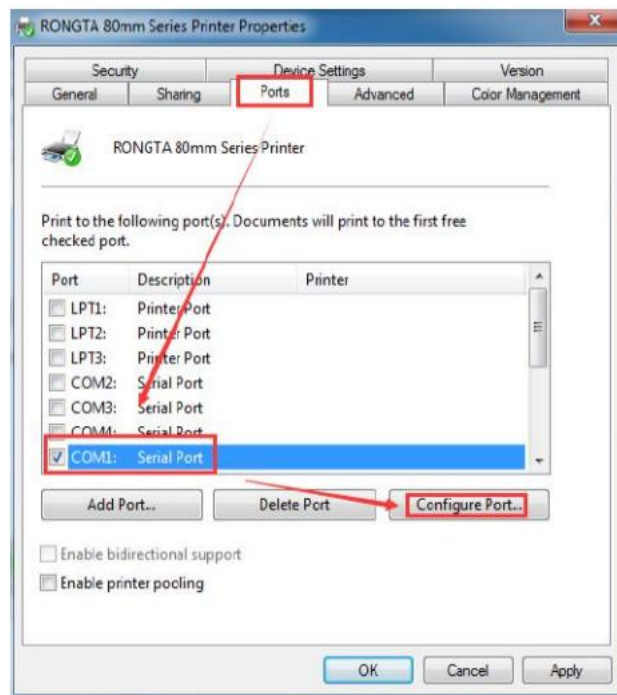 RONGTA 80mm Series Printer Properties
Security Device Settings Version
General Sharing Ports Advanced Color Management
RONGTA 80mm Series Printer
Print to the following port(s). Documents will print to the first free
checked port.
Port Description Printer
LPT1: Printer Port
LPT2: Printer Port
LPT3: Printer Port
COM2: Serial Port
COM3: Serial Port
COM4: Serial Port
COM1: Serial Port
Add Port... Delete Port Configure Port...
Enable bidirectional support
Enable printer pooling
OK Cancel Apply